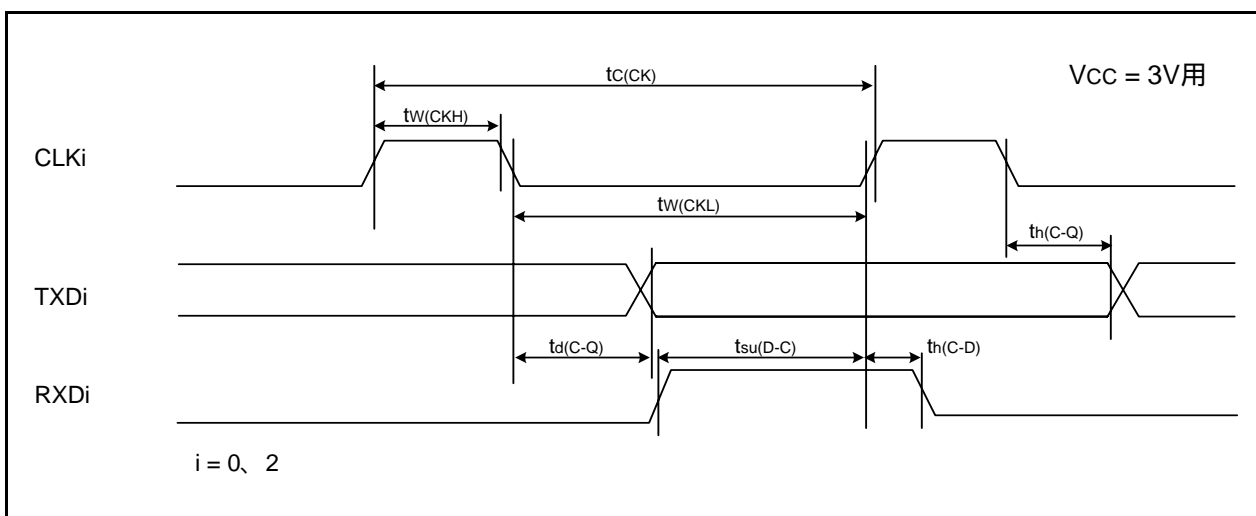 VCC = 3V用
tC(CK)
tW(CKH)
CLKi
tW(CKL)
th(C-Q)
TXDi
td(C-Q)
tsu(D-C)
th(C-D)
RXDi
i = 0、 2